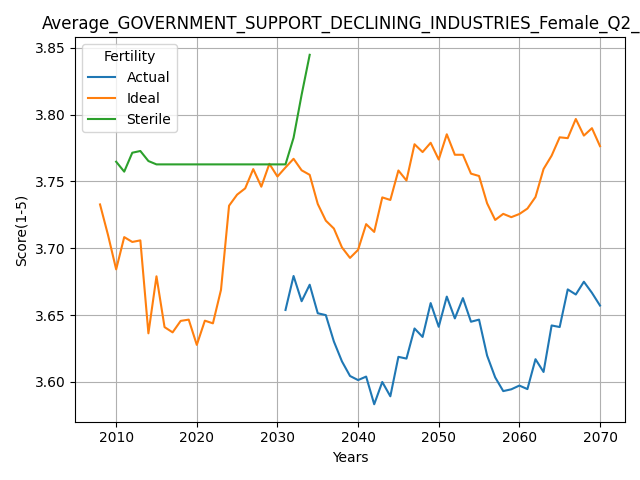 Average_GOVERNMENT_SUPPORT_DECLINING_INDUSTRIES_Female_Q2_
Fertility
Actual
Ideal
Sterile
Score(1-5)
3.85
3.80
3.75
3.70
3.65
3.60
2010 2020 2030 2040 2050 2060 2070
Years